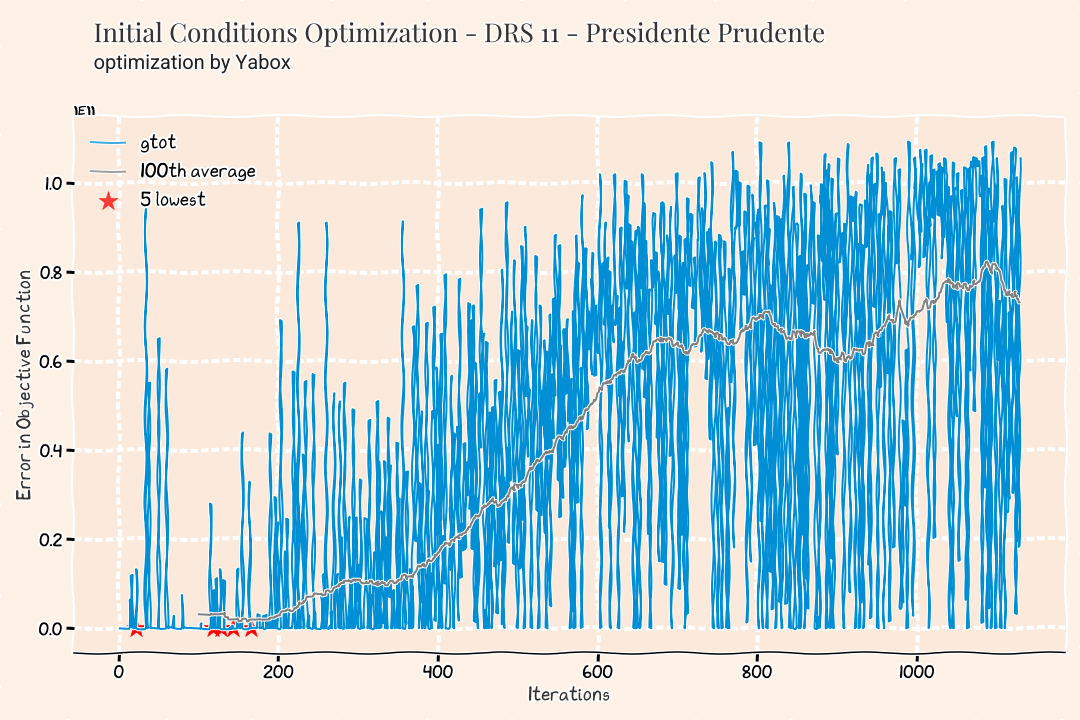 Initial Conditions Optimization - DRS 11 - Presidente Prudente
optimization by Yabox
1E11
gtot
100th average
5 lowest
1.0
0.8
0.6
0.4
0.2
0.0
Error in Objective Function
0 200 400 600 800 1000
Iterations